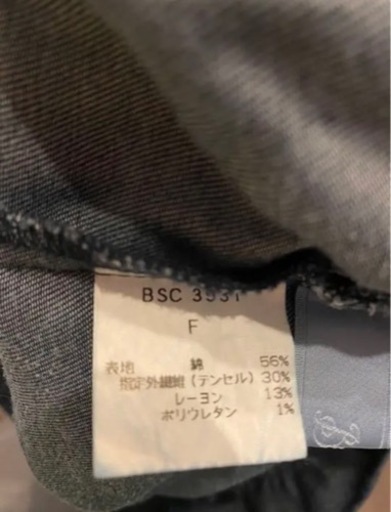 BSC 3931
F
表地 綿 56%
指定外繊維(テンセル)30%
レーヨン 13%
ポリウレタン 1%